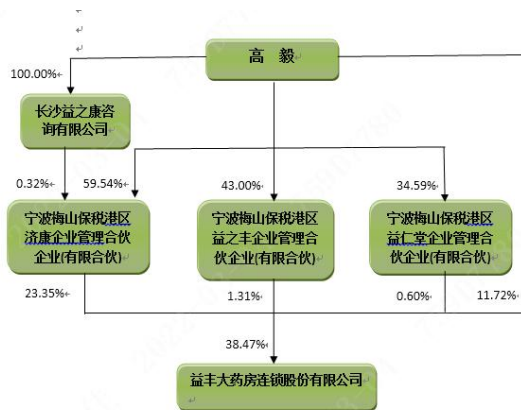 高 毅
100.00%
长沙益之康咨
询有限公司
0.32%
59.54%
43.00%
34.59%
宁波梅山保税港区
济康企业管理合伙
企业(有限合伙)
宁波梅山保税港区
益之丰企业管理合
伙企业(有限合伙)
宁波梅山保税港区
益仁堂企业管理合
伙企业(有限合伙)
23.35%
1.31%
0.60%
11.72%
38.47%
益丰大药房连锁股份有限公司